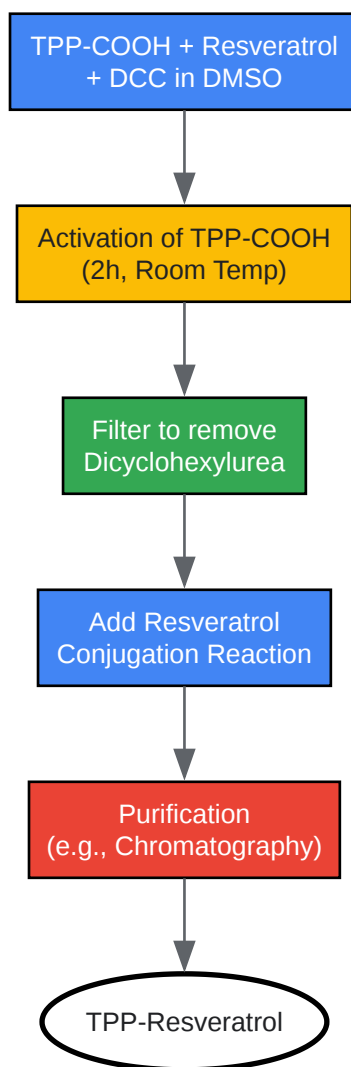 TPP-COOH + Resveratrol
+ DCC in DMSO
Activation of TPP-COOH
(2h, Room Temp)
Filter to remove
Dicyclohexylurea
Add Resveratrol
Conjugation Reaction
Purification
(e.g., Chromatography)
TPP-Resveratrol